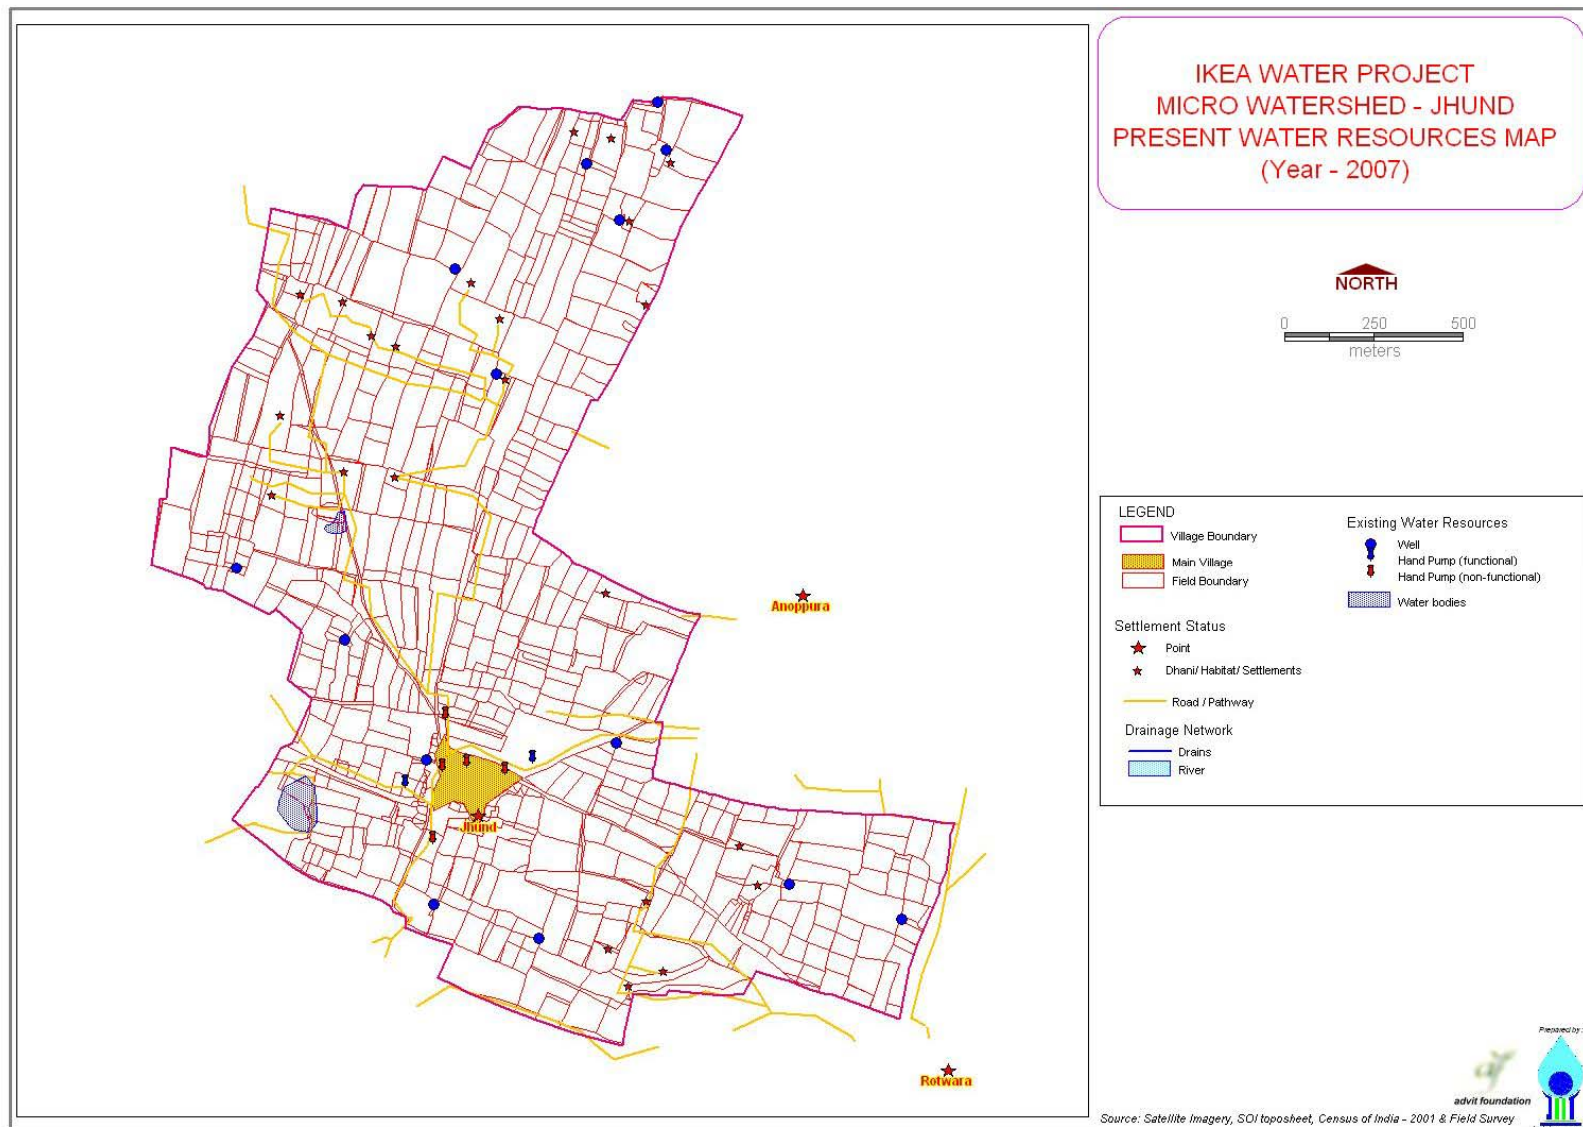 IKEA WATER PROJECT
MICRO WATERSHED - JHUND
PRESENT WATER RESOURCES MAP
(Year - 2007)
NORTH
0 250 500
meters
LEGEND
Village Boundary
Main Village
Field Boundary
Existing Water Resources
Well
Hand Pump (functional)
Hand Pump (non-functional)
Water bodies
Settlement Status
Point
Dhani/ Habitat/ Settlements
Road / Pathway
Drainage Network
Drains
River
Anoppura
Jhund
Rotwara
Prepared by:
advit foundation
Source: Satellite Imagery, SOI toposheet, Census of India - 2001 & Field Survey